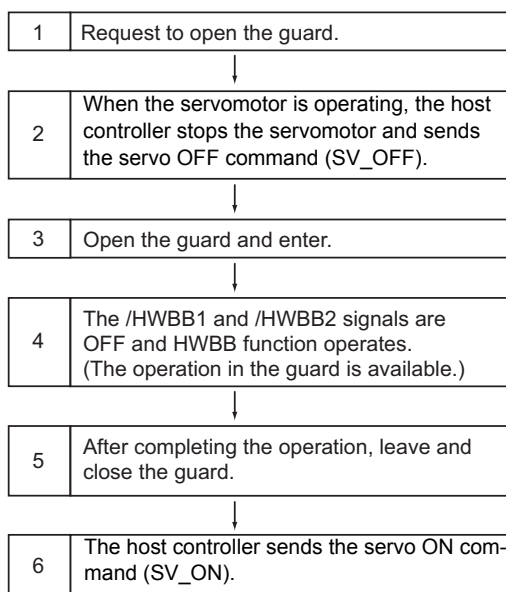 1 Request to open the guard.
2 When the servomotor is operating, the host
controller stops the servomotor and sends
the servo OFF command (SV_OFF).
3 Open the guard and enter.
4 The /HWBB1 and /HWBB2 signals are
OFF and HWBB function operates.
(The operation in the guard is available.)
5 After completing the operation, leave and
close the guard.
6 The host controller sends the servo ON com-
mand (SV_ON).